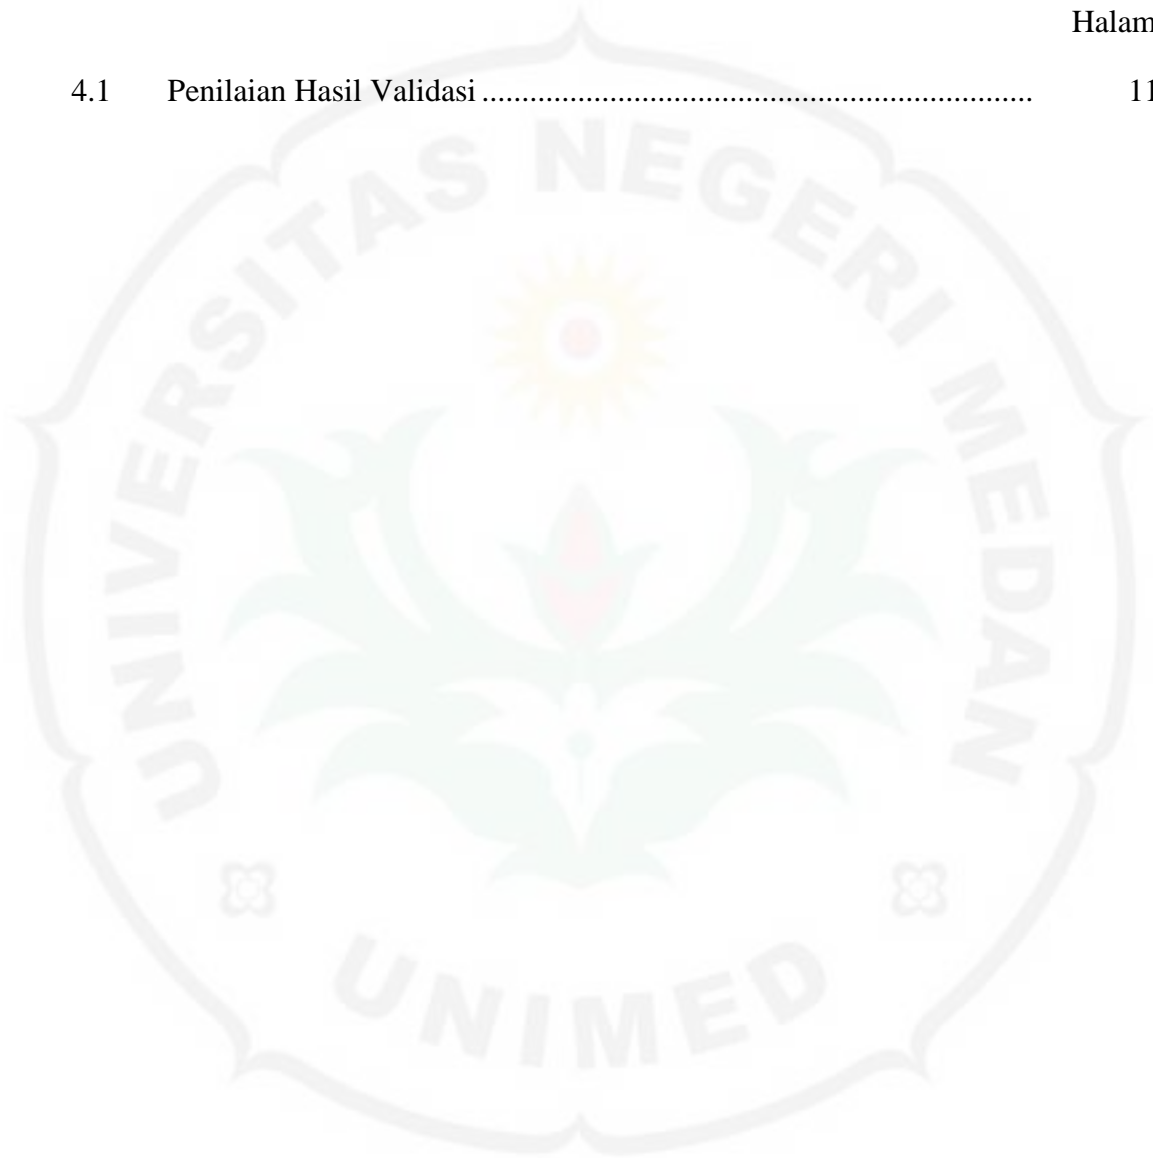 Halam
4.1 Penilaian Hasil Validasi ..................................................................... 11
UNIVERSITAS NEGERI MEDAN
UNIMED